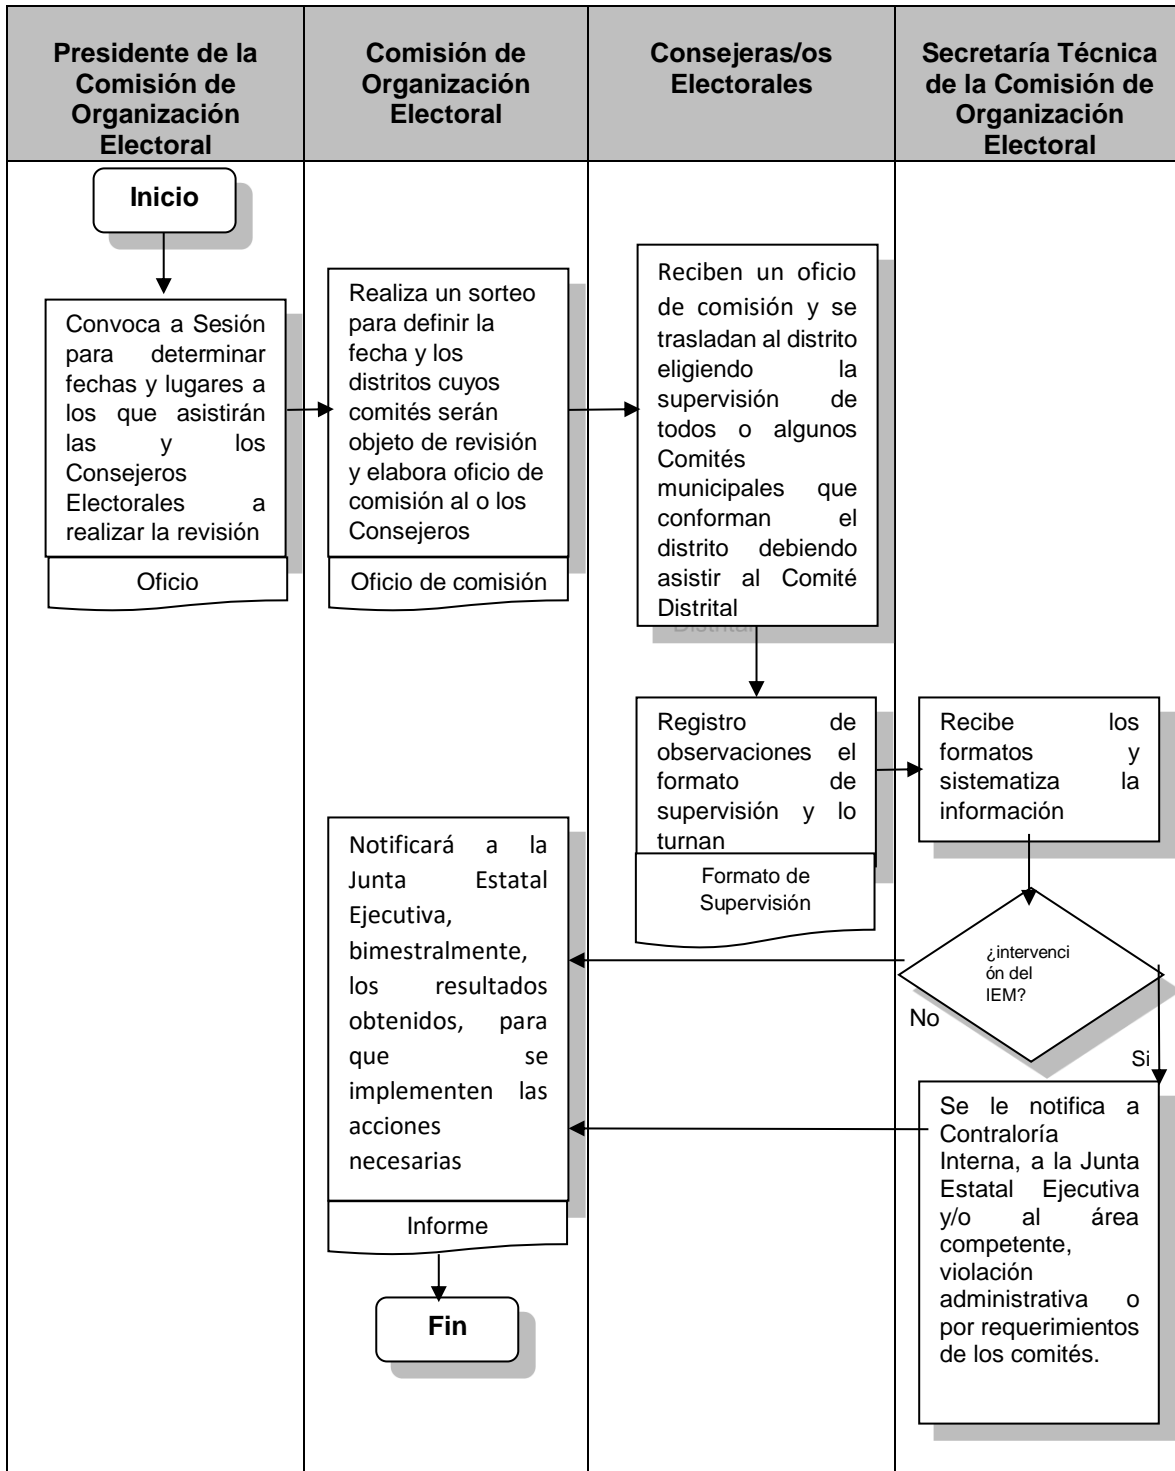 Presidente de la
Comisión de
Organización
Electoral
Comisión de
Organización
Electoral
Consejeras/os
Electorales
Secretaría Técnica
de la Comisión de
Organización
Electoral
Inicio
Convoca a Sesión
para determinar
fechas y lugares a
los que asistirán
las y los
Consejeros
Electorales a
realizar la revisión
Oficio
Realiza un sorteo
para definir la
fecha y los
distritos cuyos
comités serán
objeto de revisión
y elabora oficio de
comisión al o los
Consejeros
Oficio de comisión
Reciben un oficio
de comisión y se
trasladan al distrito
eligiendo la
supervisión de
todos o algunos
Comités
municipales que
conforman el
distrito debiendo
asistir al Comité
Distrital
Distrital
Registro de
observaciones el
formato de
supervisión y lo
turnan
Formato de
Supervisión
Recibe los
formatos y
sistematiza la
información
¿intervenci
ón del
IEM?
No
Si
Se le notifica a
Contraloría
Interna, a la Junta
Estatal Ejecutiva
y/o al área
competente,
violación
administrativa o
por requerimientos
de los comités.
Notificará a la
Junta Estatal
Ejecutiva,
bimestralmente,
los resultados
obtenidos, para
que se
implementen las
acciones
necesarias
Informe
Fin